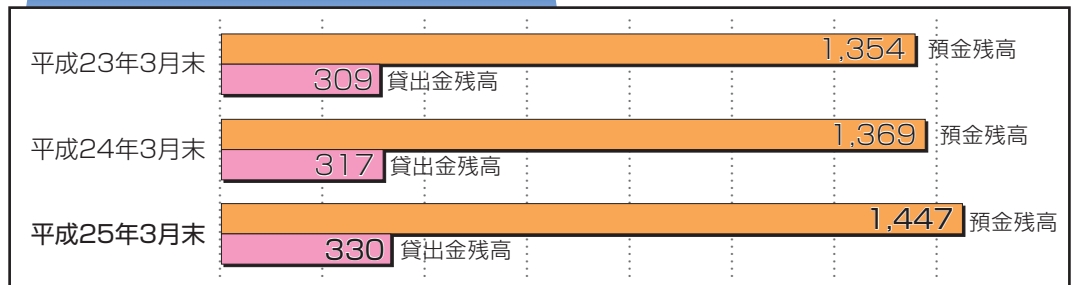 平成23年3月末
1,354 預金残高
309 貸出金残高
平成24年3月末
1,369 預金残高
317 貸出金残高
平成25年3月末
1,447 預金残高
330 貸出金残高